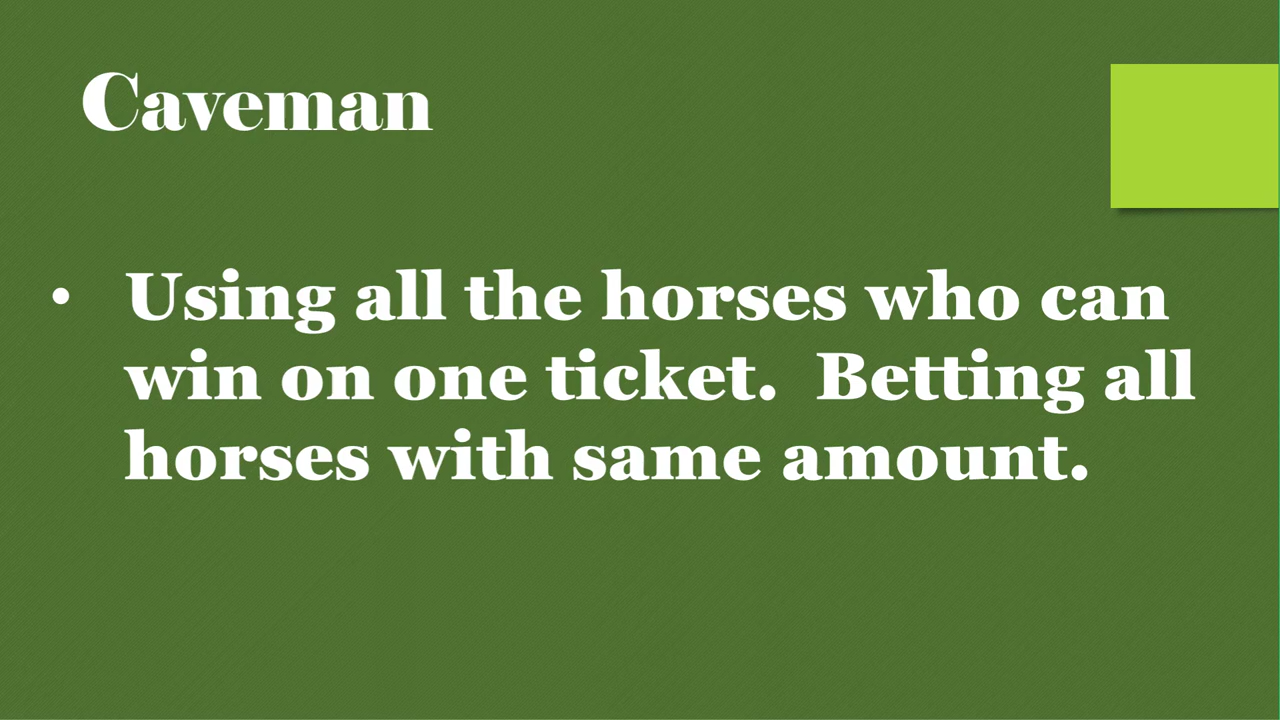 Caveman
• Using all the horses who can
win on one ticket.  Betting all
horses with same amount.